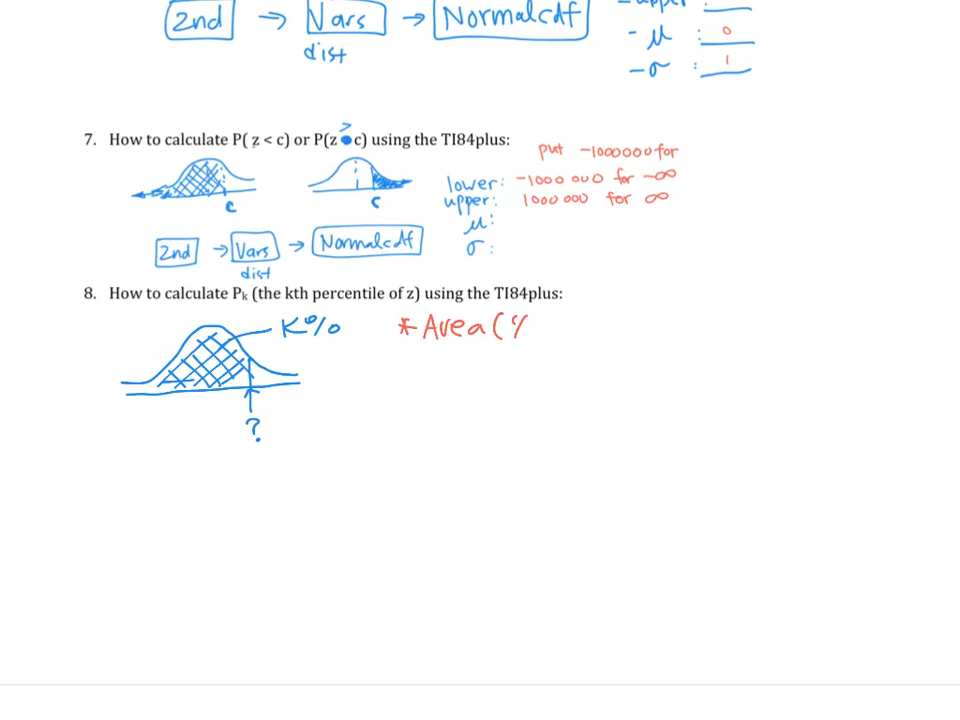 2nd → Vars → Normalcdf
dist
- upper : 
- μ : 0
- σ : 1
7. How to calculate P( z < c) or P(z > c) using the TI84plus:
put -1000000 for
lower: -1000 000 for -∞
upper: 1000 000 for ∞
μ:
σ:
c
c
2nd → Vars → Normalcdf
dist
8. How to calculate Pk (the kth percentile of z) using the TI84plus:
K%
* Area (
?